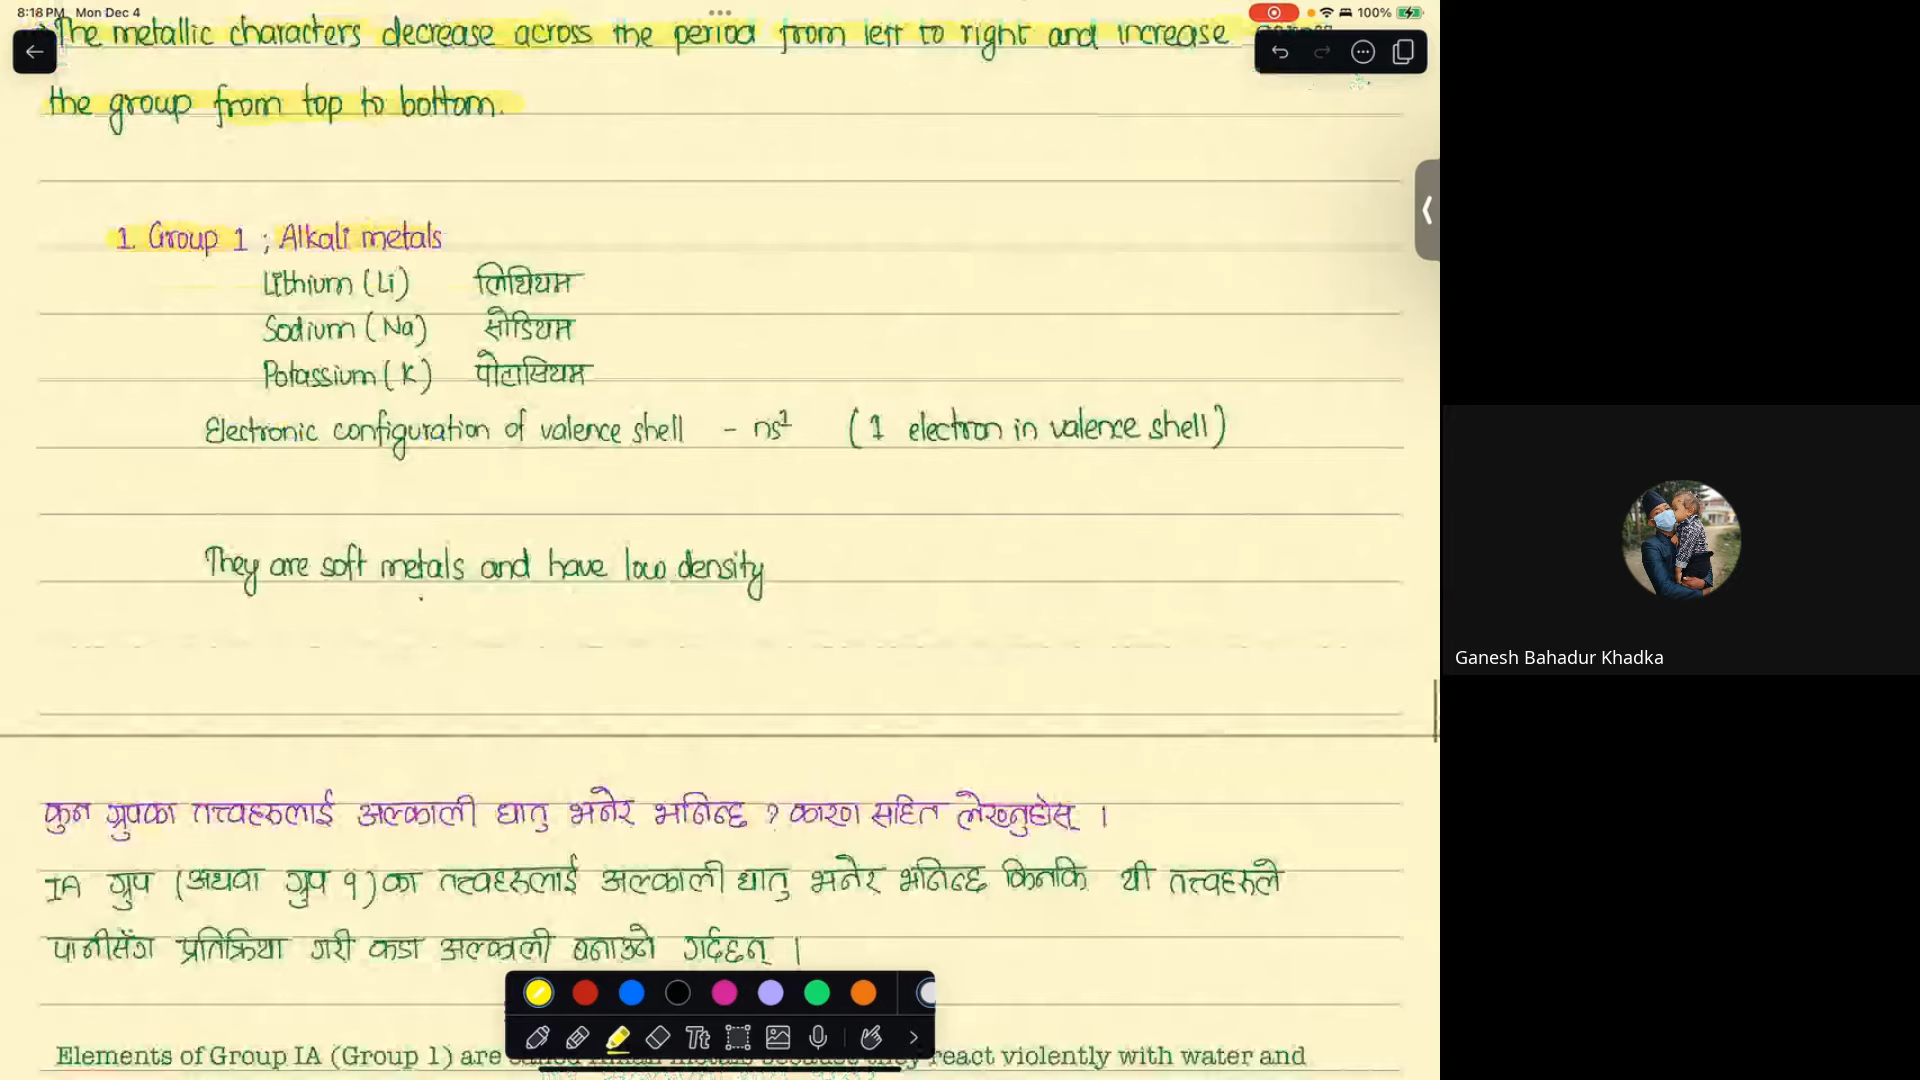 8:18 PM Mon Dec 4
100%
The metallic characters decrease across the period from left to right and increase
the group from top to bottom.
1. Group 1 ; Alkali metals
Lithium (Li) लिथियम
Sodium (Na) सोडियम
Potassium (K) पोटासियम
Electronic configuration of valence shell - ns¹ (1 electron in valence shell)
They are soft metals and have low density
Ganesh Bahadur Khadka
कुन ग्रुपका तत्त्वहरुलाई अल्काली धातु भनेर भनिन्छ ? कारण सहित लेख्नुहोस् ।
IA ग्रुप (अथवा ग्रुप १) का तत्त्वहरुलाई अल्काली धातु भनेर भनिन्छ किनकि यी तत्त्वहरुले
पानीसँग प्रतिक्रिया गरी कडा अल्काली बनाउने गर्दछन् ।
Tt
Elements of Group IA (Group 1) are react violently with water and